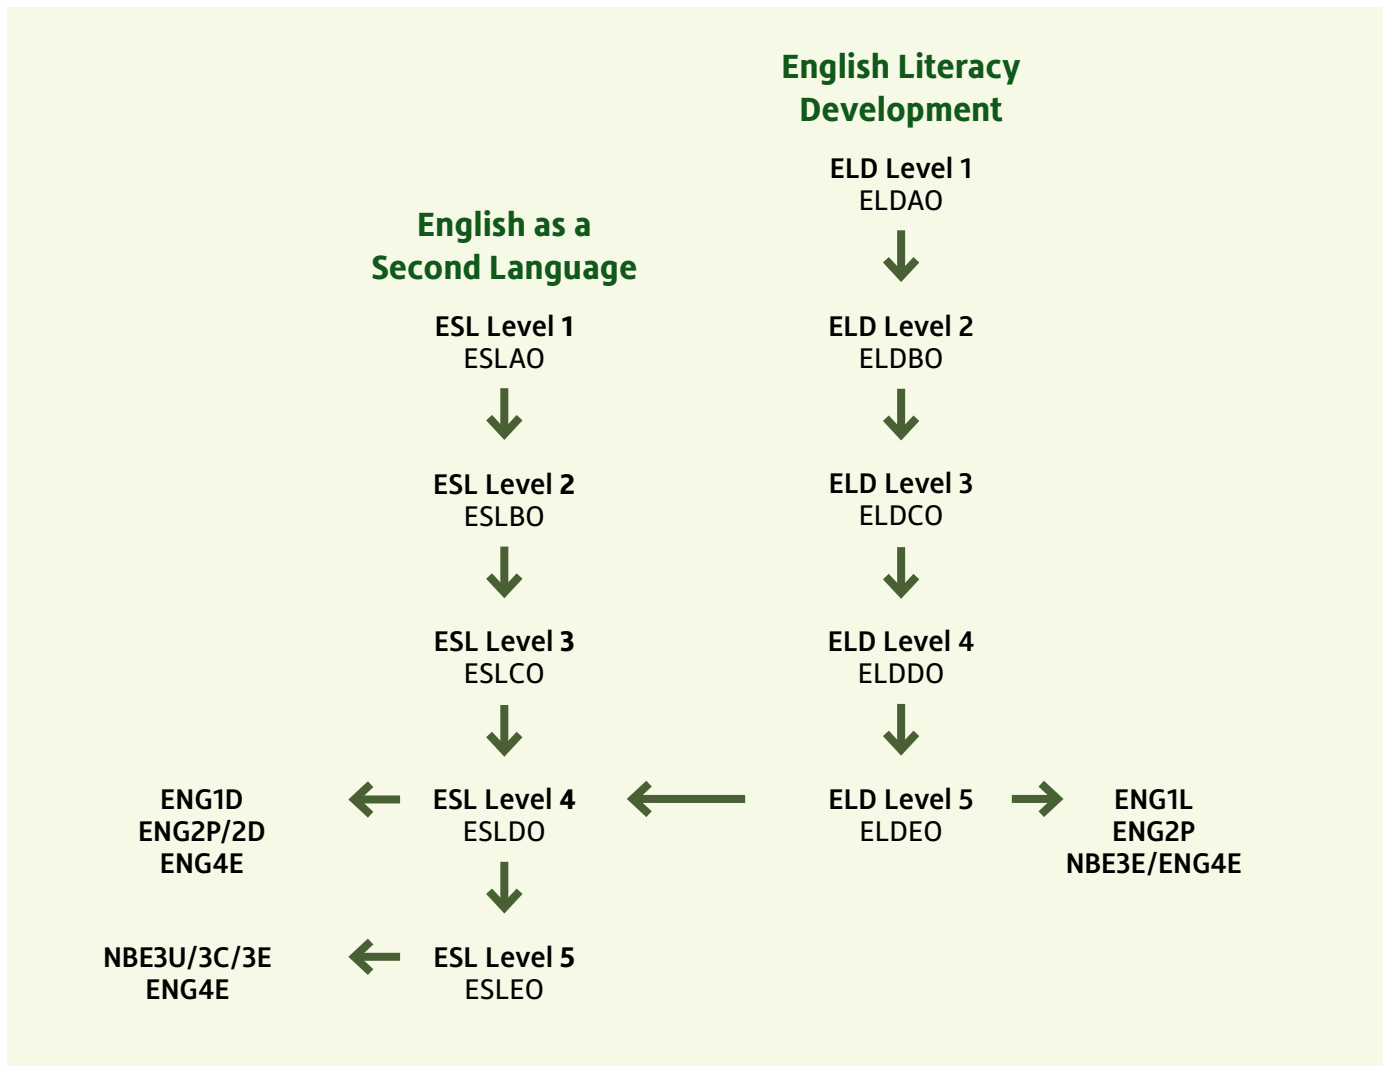 English Literacy
Development
ELD Level 1
ELDAO
English as a
Second Language
ESL Level 1
ESLAO
ELD Level 2
ELDBO
ESL Level 2
ESLBO
ELD Level 3
ELDCO
ESL Level 3
ESLCO
ELD Level 4
ELDDO
ENG1D
ENG2P/2D
ENG4E
ESL Level 4
ESLDO
ELD Level 5
ELDEO
ENG1L
ENG2P
NBE3E/ENG4E
NBE3U/3C/3E
ENG4E
ESL Level 5
ESLEO